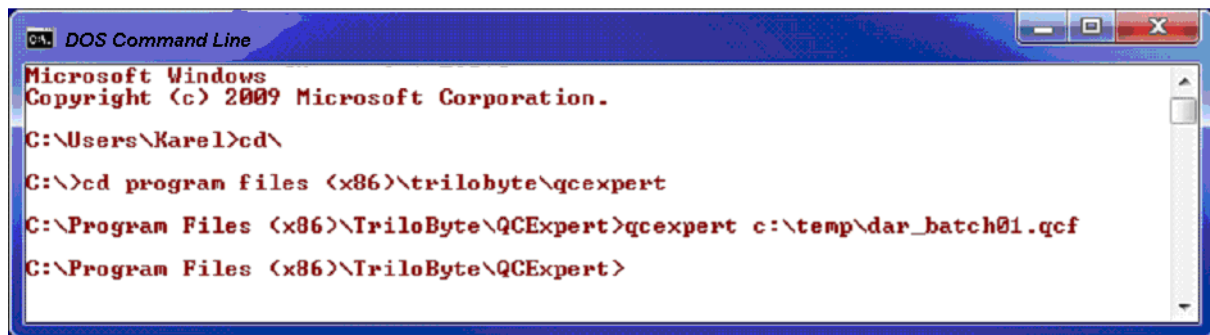 DOS Command Line
Microsoft Windows
Copyright (c) 2009 Microsoft Corporation.
C:\Users\Karel>cd\
C:\>cd program files (x86)\trilobyte\qcexpert
C:\Program Files (x86)\TriloByte\QCExpert>qcexpert c:\temp\dar_batch01.qcf
C:\Program Files (x86)\TriloByte\QCExpert>